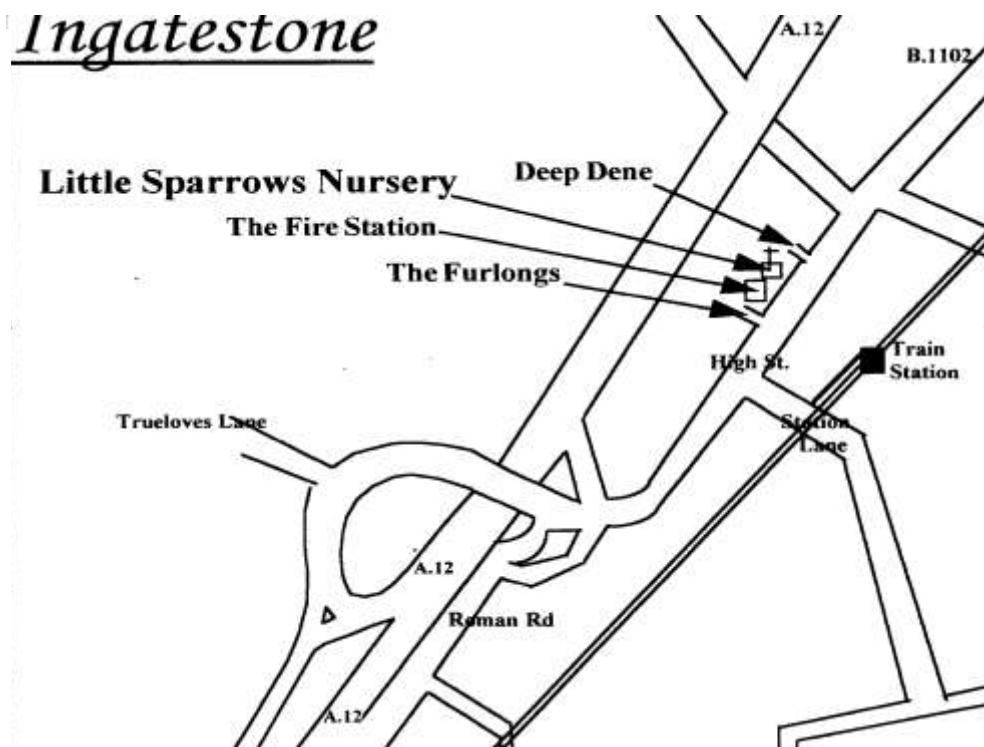 Ingatestone
A.12
B.1102
Little Sparrows Nursery
Deep Dene
The Fire Station
The Furlongs
High St.
Train
Station
Trueloves Lane
Station
Lane
A.12
Roman Rd
A.12